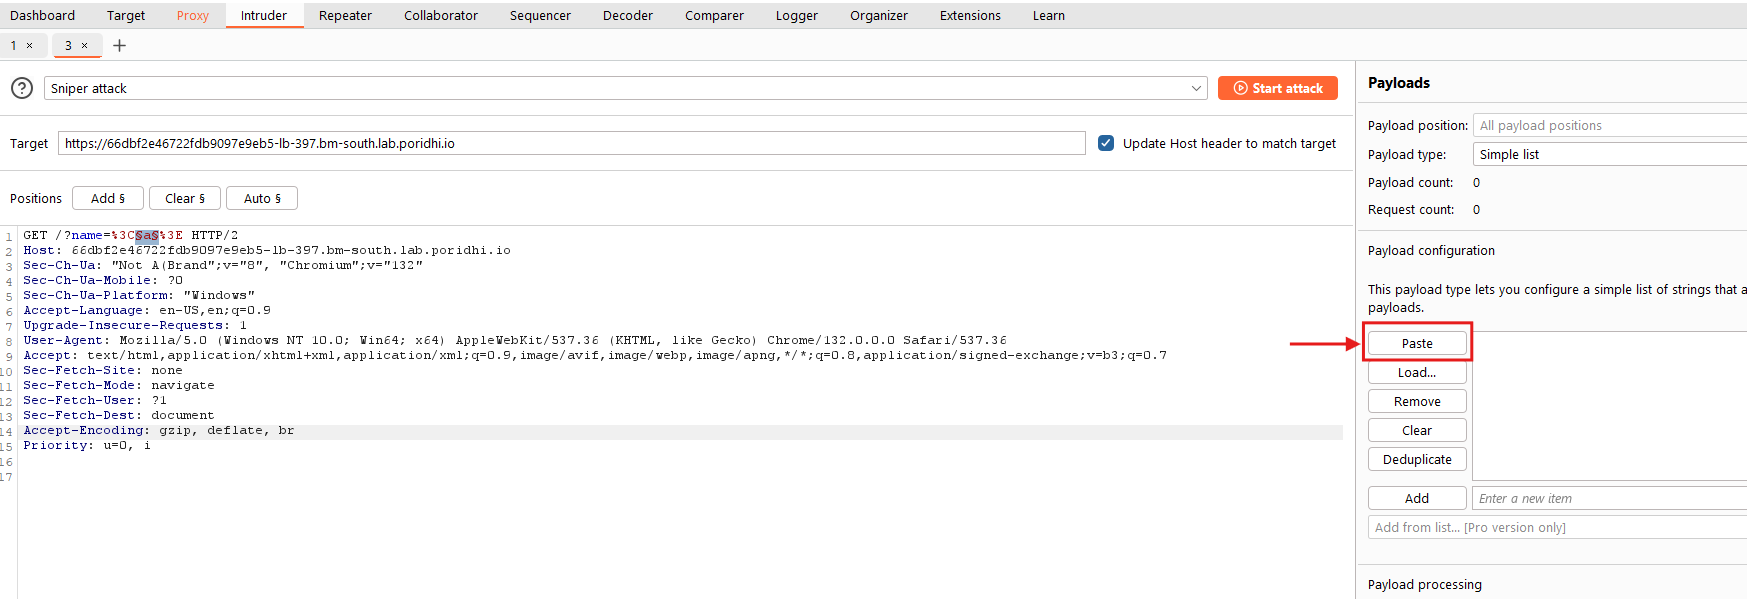 Dashboard Target Proxy Intruder Repeater Collaborator Sequencer Decoder Comparer Logger Organizer Extensions Learn
1 × 3 × +
? Sniper attack Start attack
Target https://66dbf2e46722fdb9097e9eb5-lb-397.bm-south.lab.poridhi.io Update Host header to match target
Positions Add § Clear § Auto §
1 GET /?name=%3C§a§%3E HTTP/2
2 Host: 66dbf2e46722fdb9097e9eb5-lb-397.bm-south.lab.poridhi.io
3 Sec-Ch-Ua: "Not A(Brand";v="8", "Chromium";v="132"
4 Sec-Ch-Ua-Mobile: ?0
5 Sec-Ch-Ua-Platform: "Windows"
6 Accept-Language: en-US,en;q=0.9
7 Upgrade-Insecure-Requests: 1
8 User-Agent: Mozilla/5.0 (Windows NT 10.0; Win64; x64) AppleWebKit/537.36 (KHTML, like Gecko) Chrome/132.0.0.0 Safari/537.36
9 Accept: text/html,application/xhtml+xml,application/xml;q=0.9,image/avif,image/webp,image/apng,*/*;q=0.8,application/signed-exchange;v=b3;q=0.7
10 Sec-Fetch-Site: none
11 Sec-Fetch-Mode: navigate
12 Sec-Fetch-User: ?1
13 Sec-Fetch-Dest: document
14 Accept-Encoding: gzip, deflate, br
15 Priority: u=0, i
16
17
Payloads
Payload position: All payload positions
Payload type: Simple list
Payload count: 0
Request count: 0
Payload configuration
This payload type lets you configure a simple list of strings that a
payloads.
Paste
Load...
Remove
Clear
Deduplicate
Add Enter a new item
Add from list... [Pro version only]
Payload processing